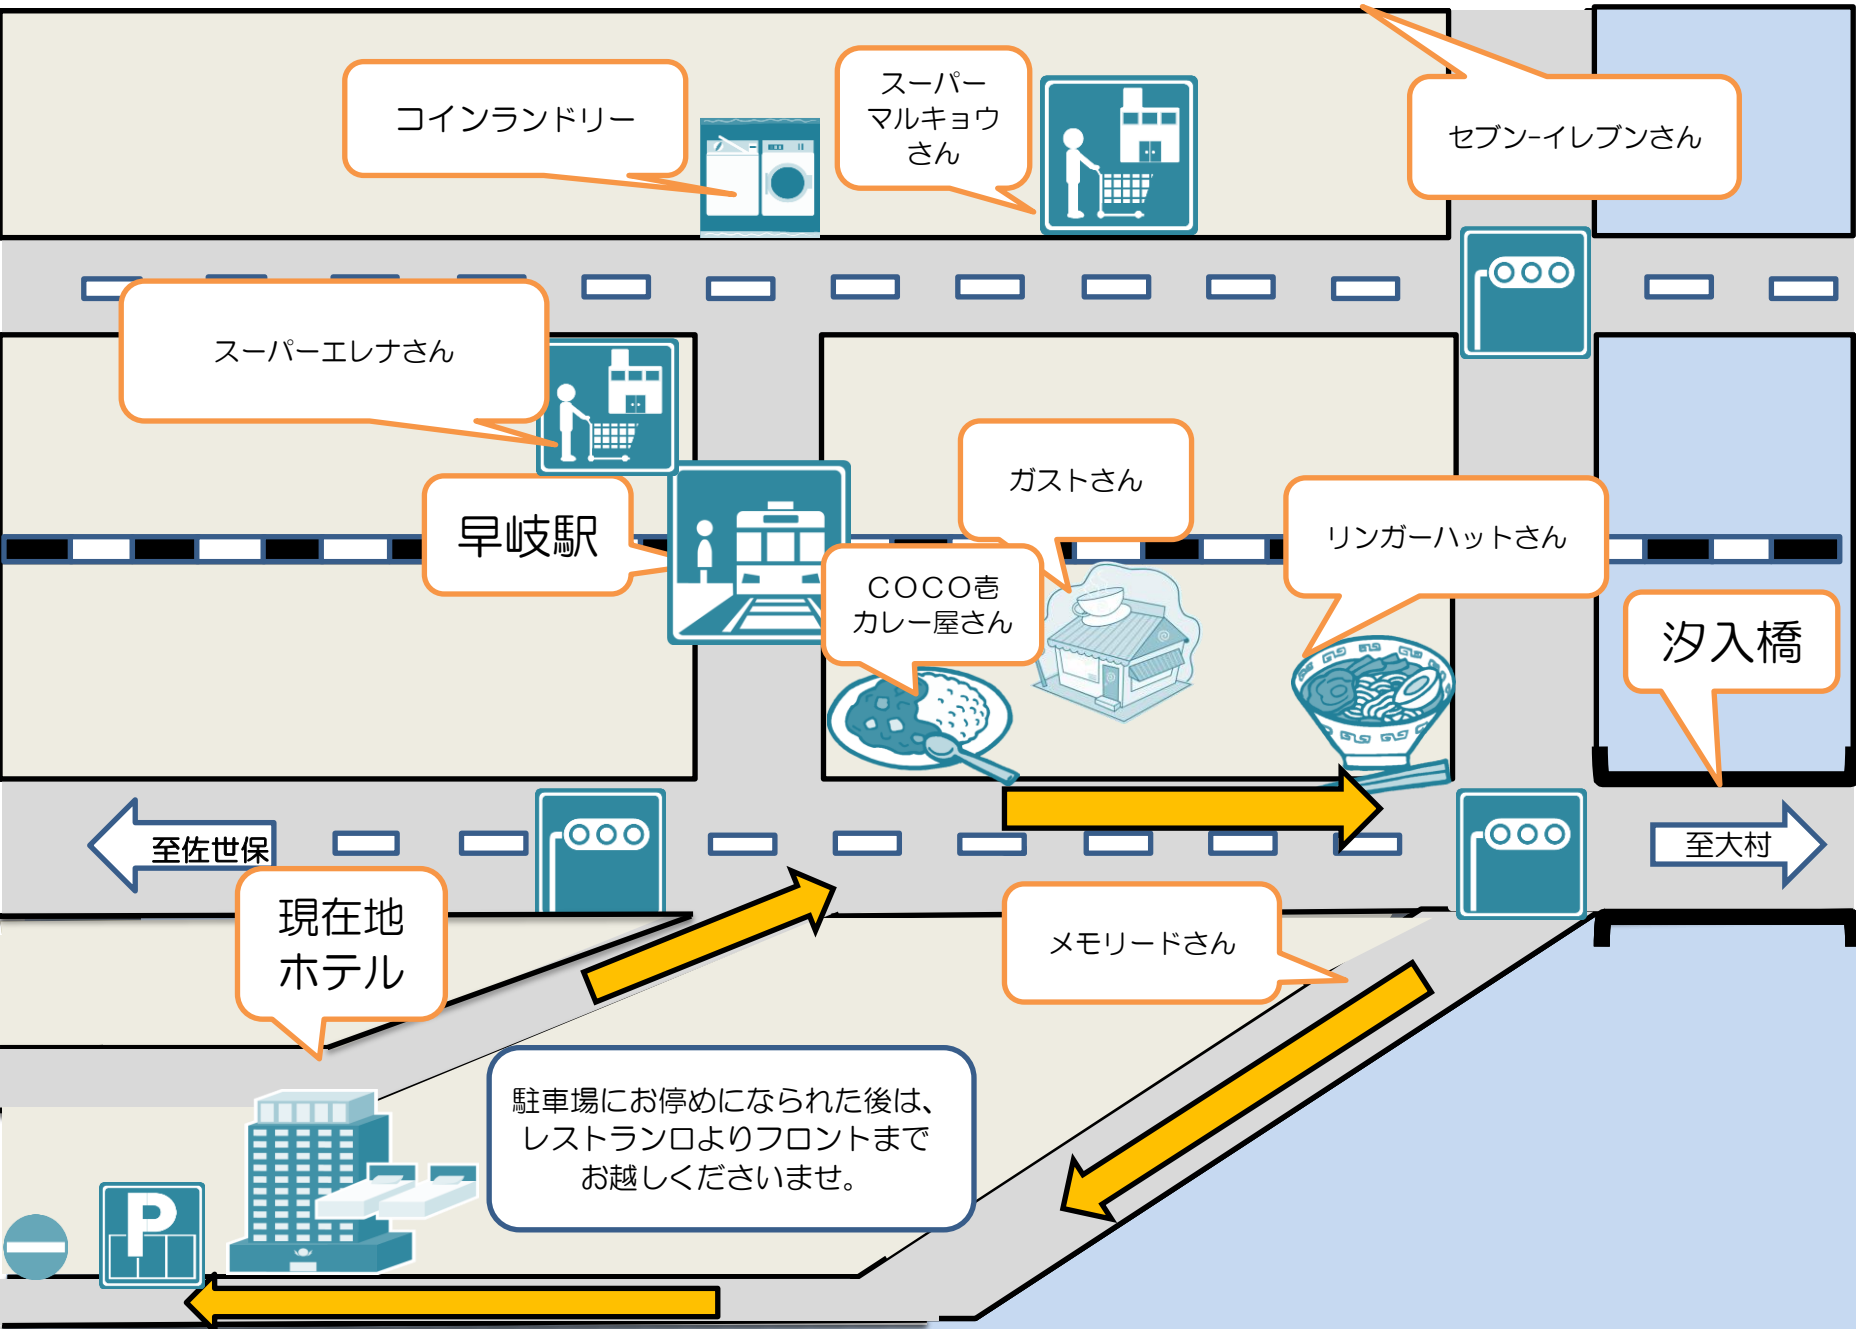 コインランドリー
スーパー
マルキョウ
さん
セブン-イレブンさん
スーパーエレナさん
早岐駅
ガストさん
リンガーハットさん
COCO壱
カレー屋さん
汐入橋
至佐世保
至大村
現在地
ホテル
メモリードさん
駐車場にお停めになられた後は、
レストラン口よりフロントまで
お越しくださいませ。
P